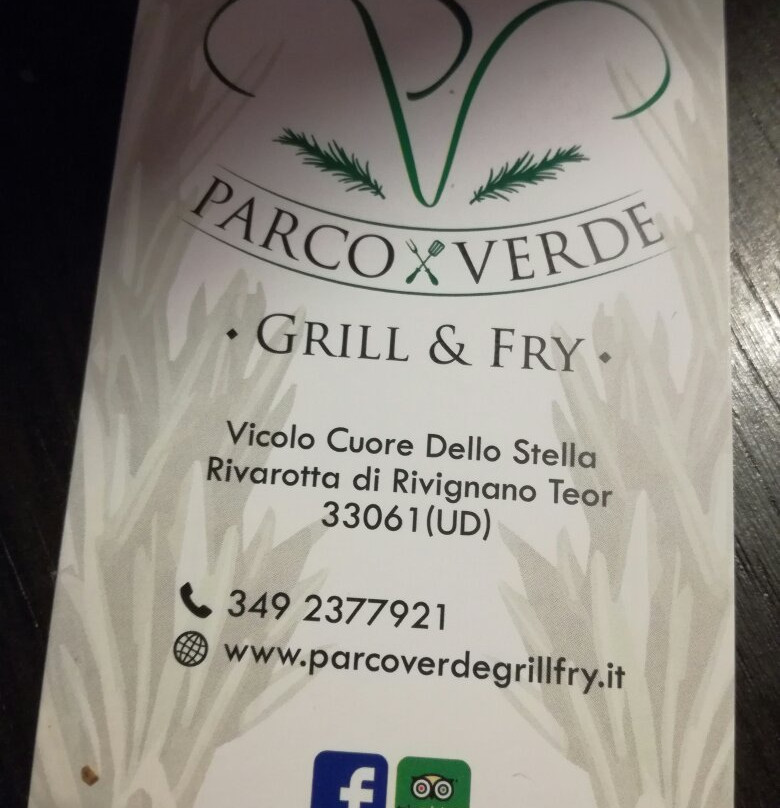 PARCO VERDE
· GRILL & FRY ·
Vicolo Cuore Dello Stella
Rivarotta di Rivignano Teor
33061(UD)
349 2377921
www.parcoverdegrillfry.it
f